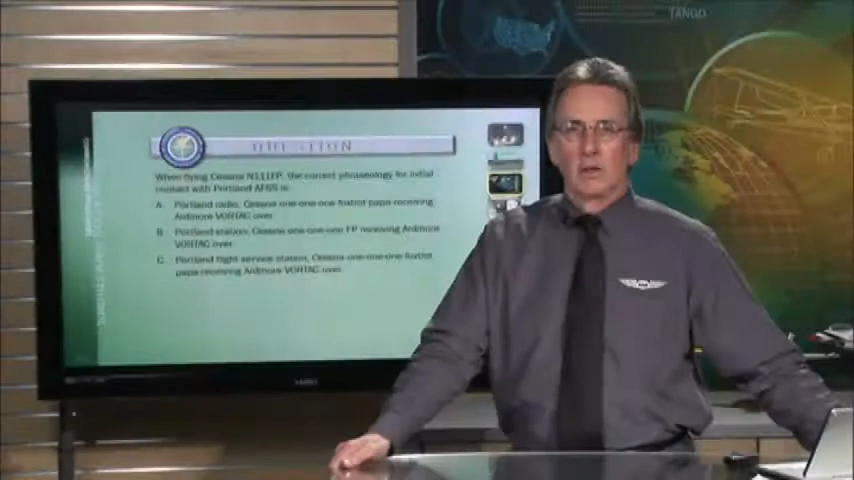 TANGO
QUESTION
When flying Cessna N111FP, the correct phraseology for initial
contact with Portland AFSS is:
A. Portland radio, Cessna one-one-one foxtrot papa receiving
Ardmore VORTAC over.
B. Portland station, Cessna one-one-one FP receiving Ardmore
VORTAC over.
C. Portland flight service station, Cessna one-one-one foxtrot
papa receiving Ardmore VORTAC over.